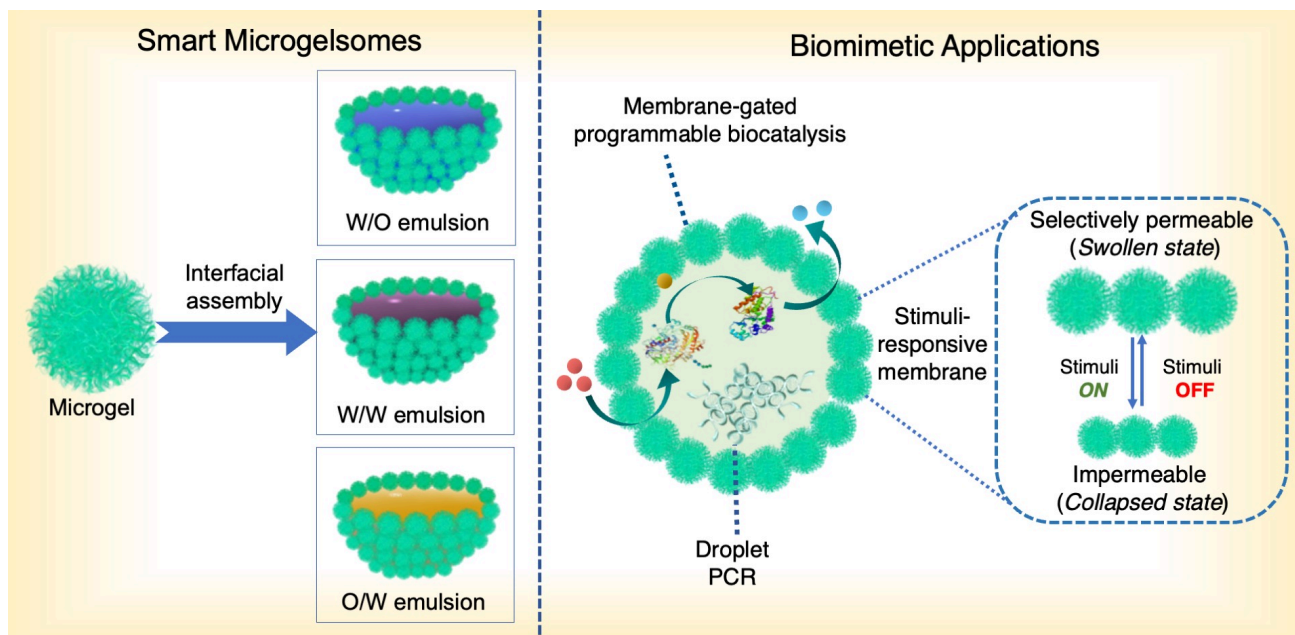 Smart Microgelsomes
Microgel
Interfacial
assembly
W/O emulsion
W/W emulsion
O/W emulsion
Biomimetic Applications
Membrane-gated
programmable biocatalysis
Droplet
PCR
Stimuli-
responsive
membrane
Selectively permeable
(Swollen state)
Stimuli
ON
Stimuli
OFF
Impermeable
(Collapsed state)